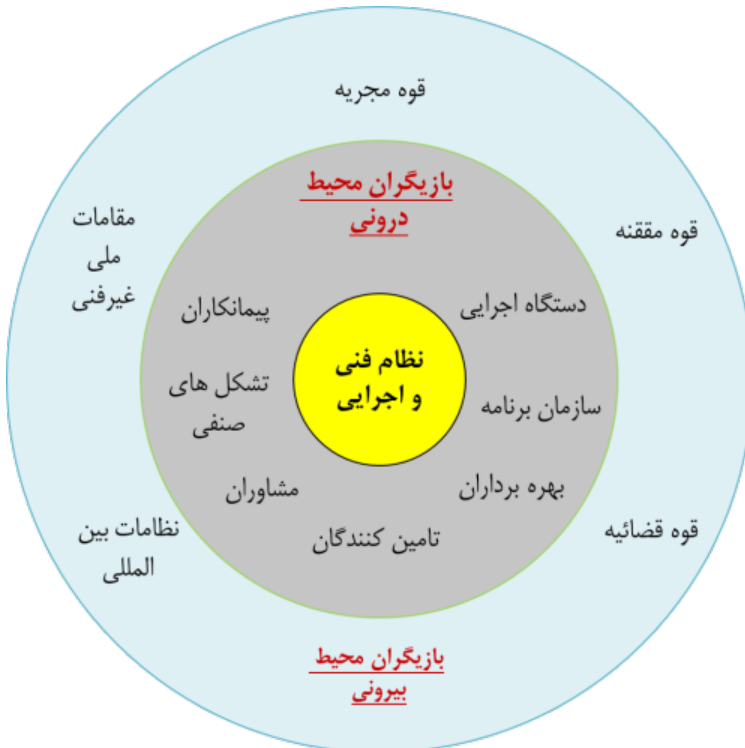 قوه مجریه
بازیگران محیط
درونی
مقامات
ملی
غیرفنی
قوه مققنه
پیمانکاران
دستگاه اجرایی
نظام فنی
و اجرایی
تشکل های
صنفی
سازمان برنامه
مشاوران
بهره برداران
تامین کنندگان
نظامات بین
المللی
قوه قضائیه
بازیگران محیط
بیرونی